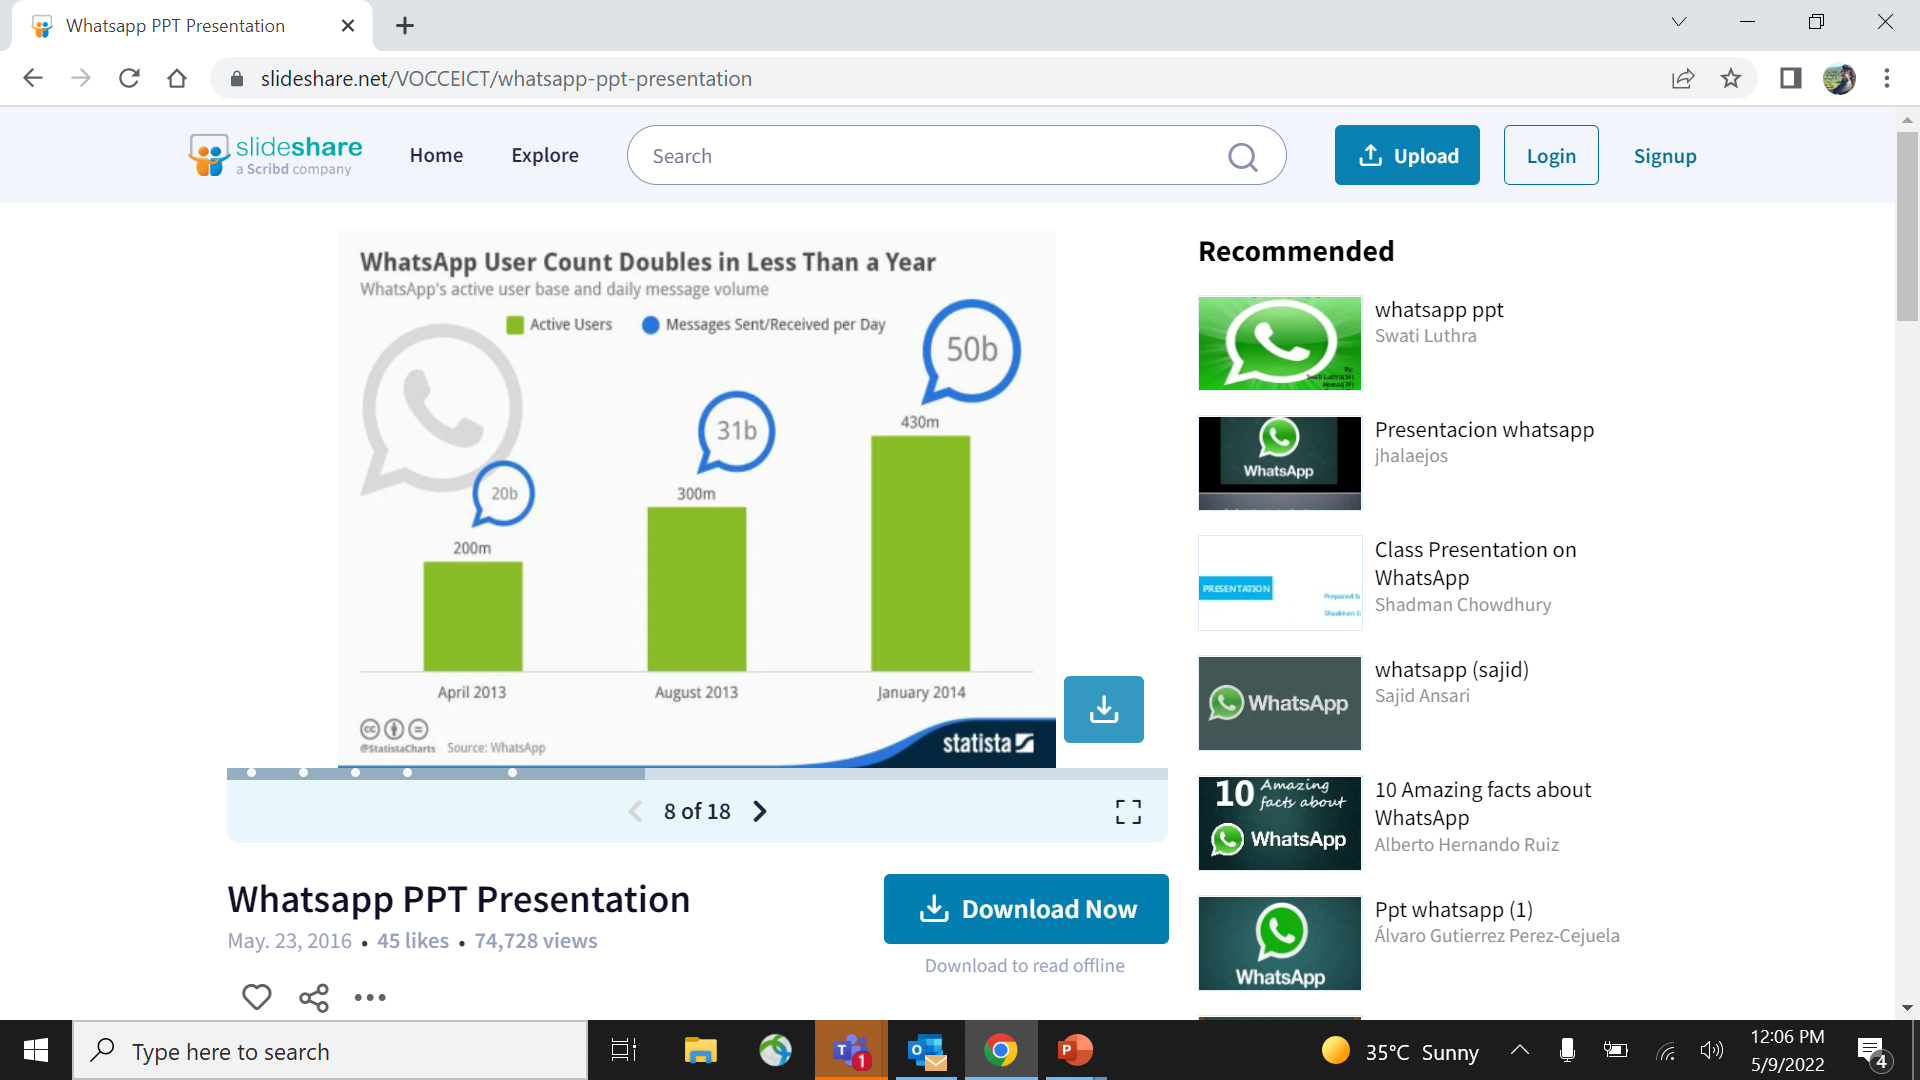 Whatsapp PPT Presentation
slideshare.net/VOCCEICT/whatsapp-ppt-presentation
slideshare
a Scribd company
Home
Explore
Search
Upload
Login
Signup
WhatsApp User Count Doubles in Less Than a Year
WhatsApp's active user base and daily message volume
Active Users
Messages Sent/Received per Day
50b
31b
20b
430m
300m
200m
April 2013
August 2013
January 2014
@StatistaCharts Source: WhatsApp
statista
8 of 18
Whatsapp PPT Presentation
May. 23, 2016 • 45 likes • 74,728 views
Download Now
Download to read offline
Recommended
whatsapp ppt
Swati Luthra
Presentacion whatsapp
jhalaejos
WhatsApp
Class Presentation on
WhatsApp
Shadman Chowdhury
PRESENTATION
whatsapp (sajid)
Sajid Ansari
WhatsApp
10 Amazing facts about
WhatsApp
Alberto Hernando Ruiz
10 Amazing
facts about
WhatsApp
Ppt whatsapp (1)
Álvaro Gutierrez Perez-Cejuela
WhatsApp
Type here to search
1
35°C Sunny
12:06 PM
5/9/2022
4